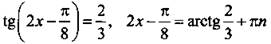 tg(2x − π/8) = 2/3,  2x − π/8 = arctg 2/3 + πn